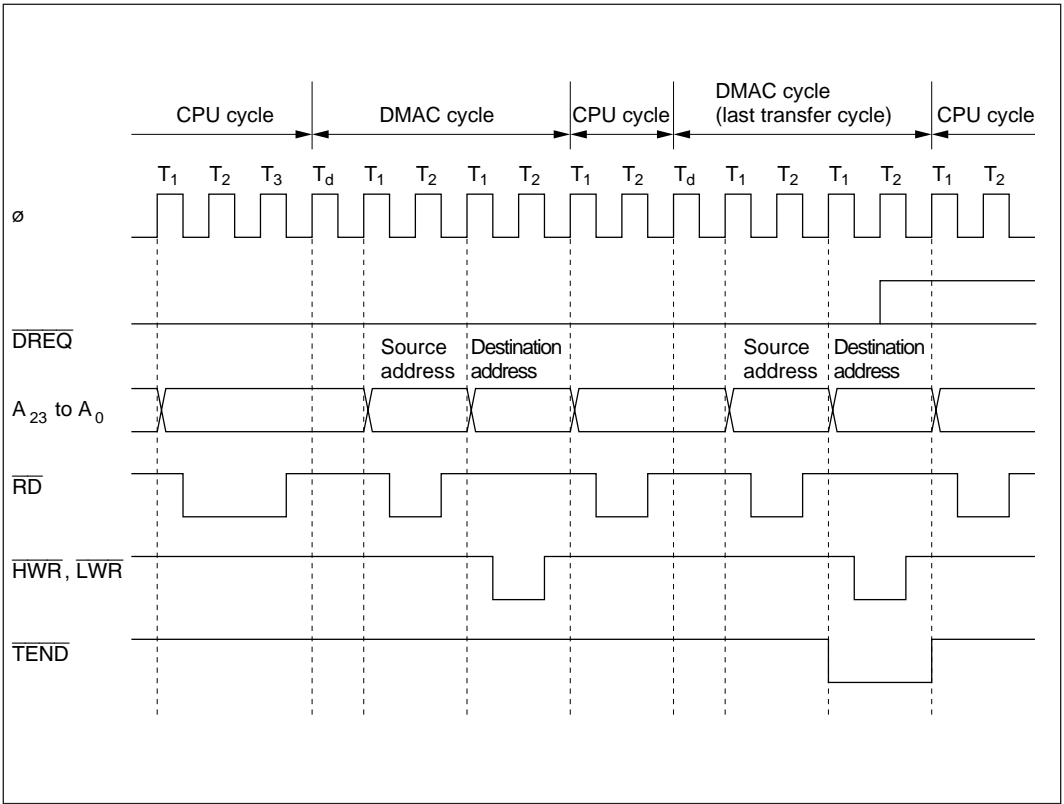 DMAC cycle
(last transfer cycle)
CPU cycle DMAC cycle CPU cycle CPU cycle
T1 T2 T3 Td T1 T2 T1 T2 T1 T2 Td T1 T2 T1 T2 T1 T2
ø
DREQ
Source address
Destination address
Source address
Destination address
A23 to A0
RD
HWR, LWR
TEND